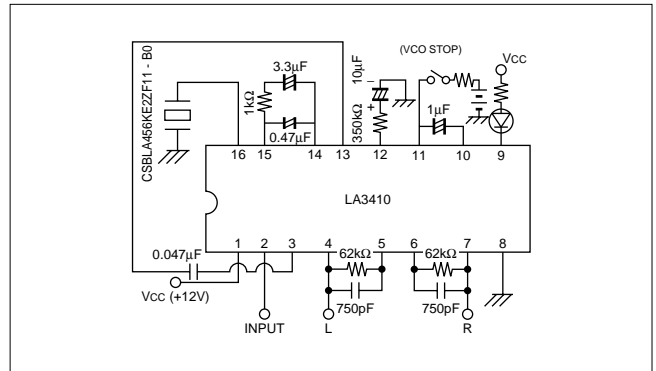 (VCO STOP)
VCC
3.3µF
10µF
–
+
CSBLA456KE2ZF11 - B0
1kΩ
350kΩ
0.47µF
1µF
16 15 14 13 12 11 10 9
LA3410
1 2 3 4 5 6 7 8
0.047µF
62kΩ
62kΩ
VCC (+12V)
750pF
750pF
INPUT
L
R